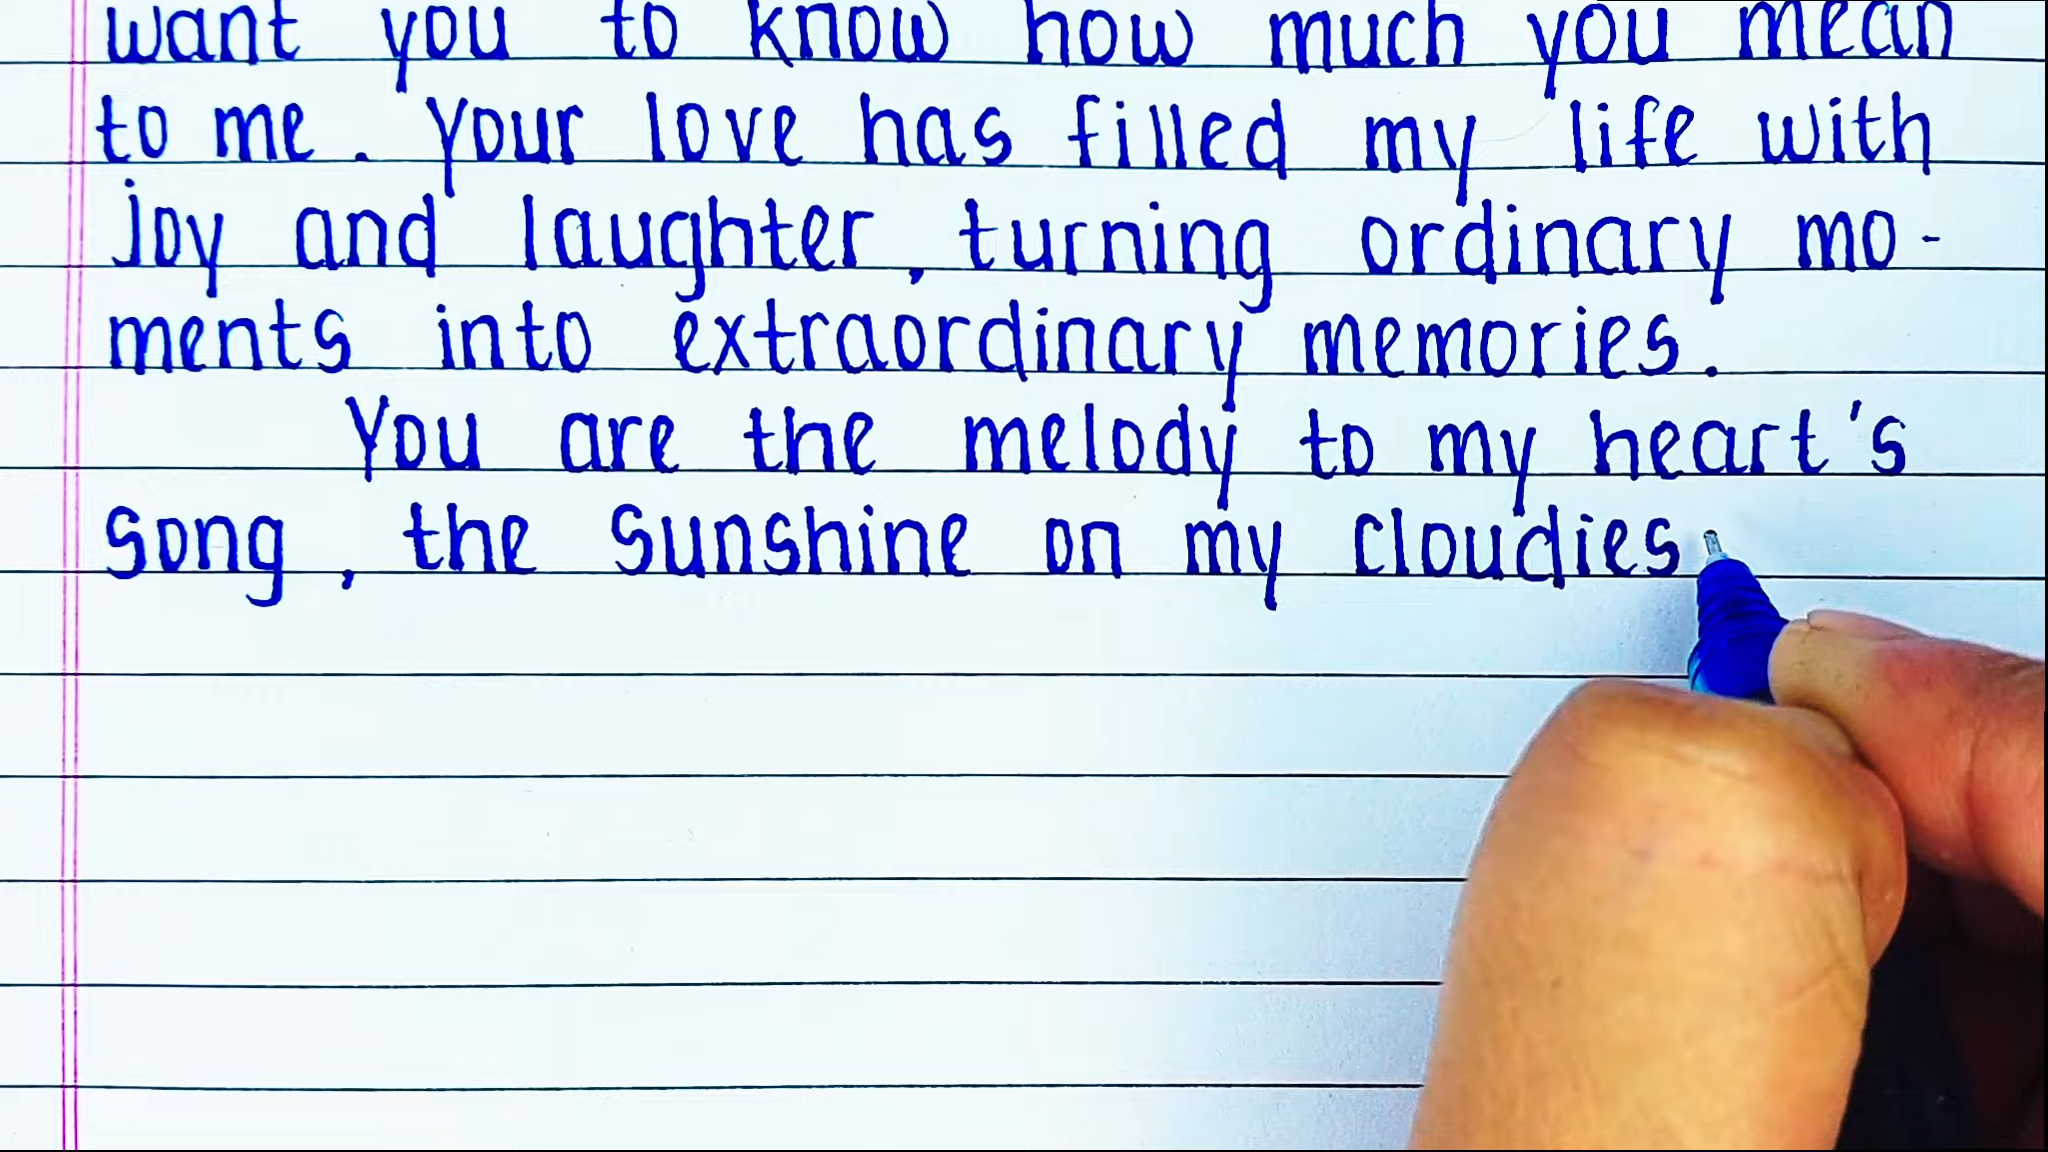 want you to know how much you mean
to me. Your love has filled my life with
joy and laughter, turning ordinary mo-
ments into extraordinary memories.
You are the melody to my heart's
song, the sunshine on my cloudies